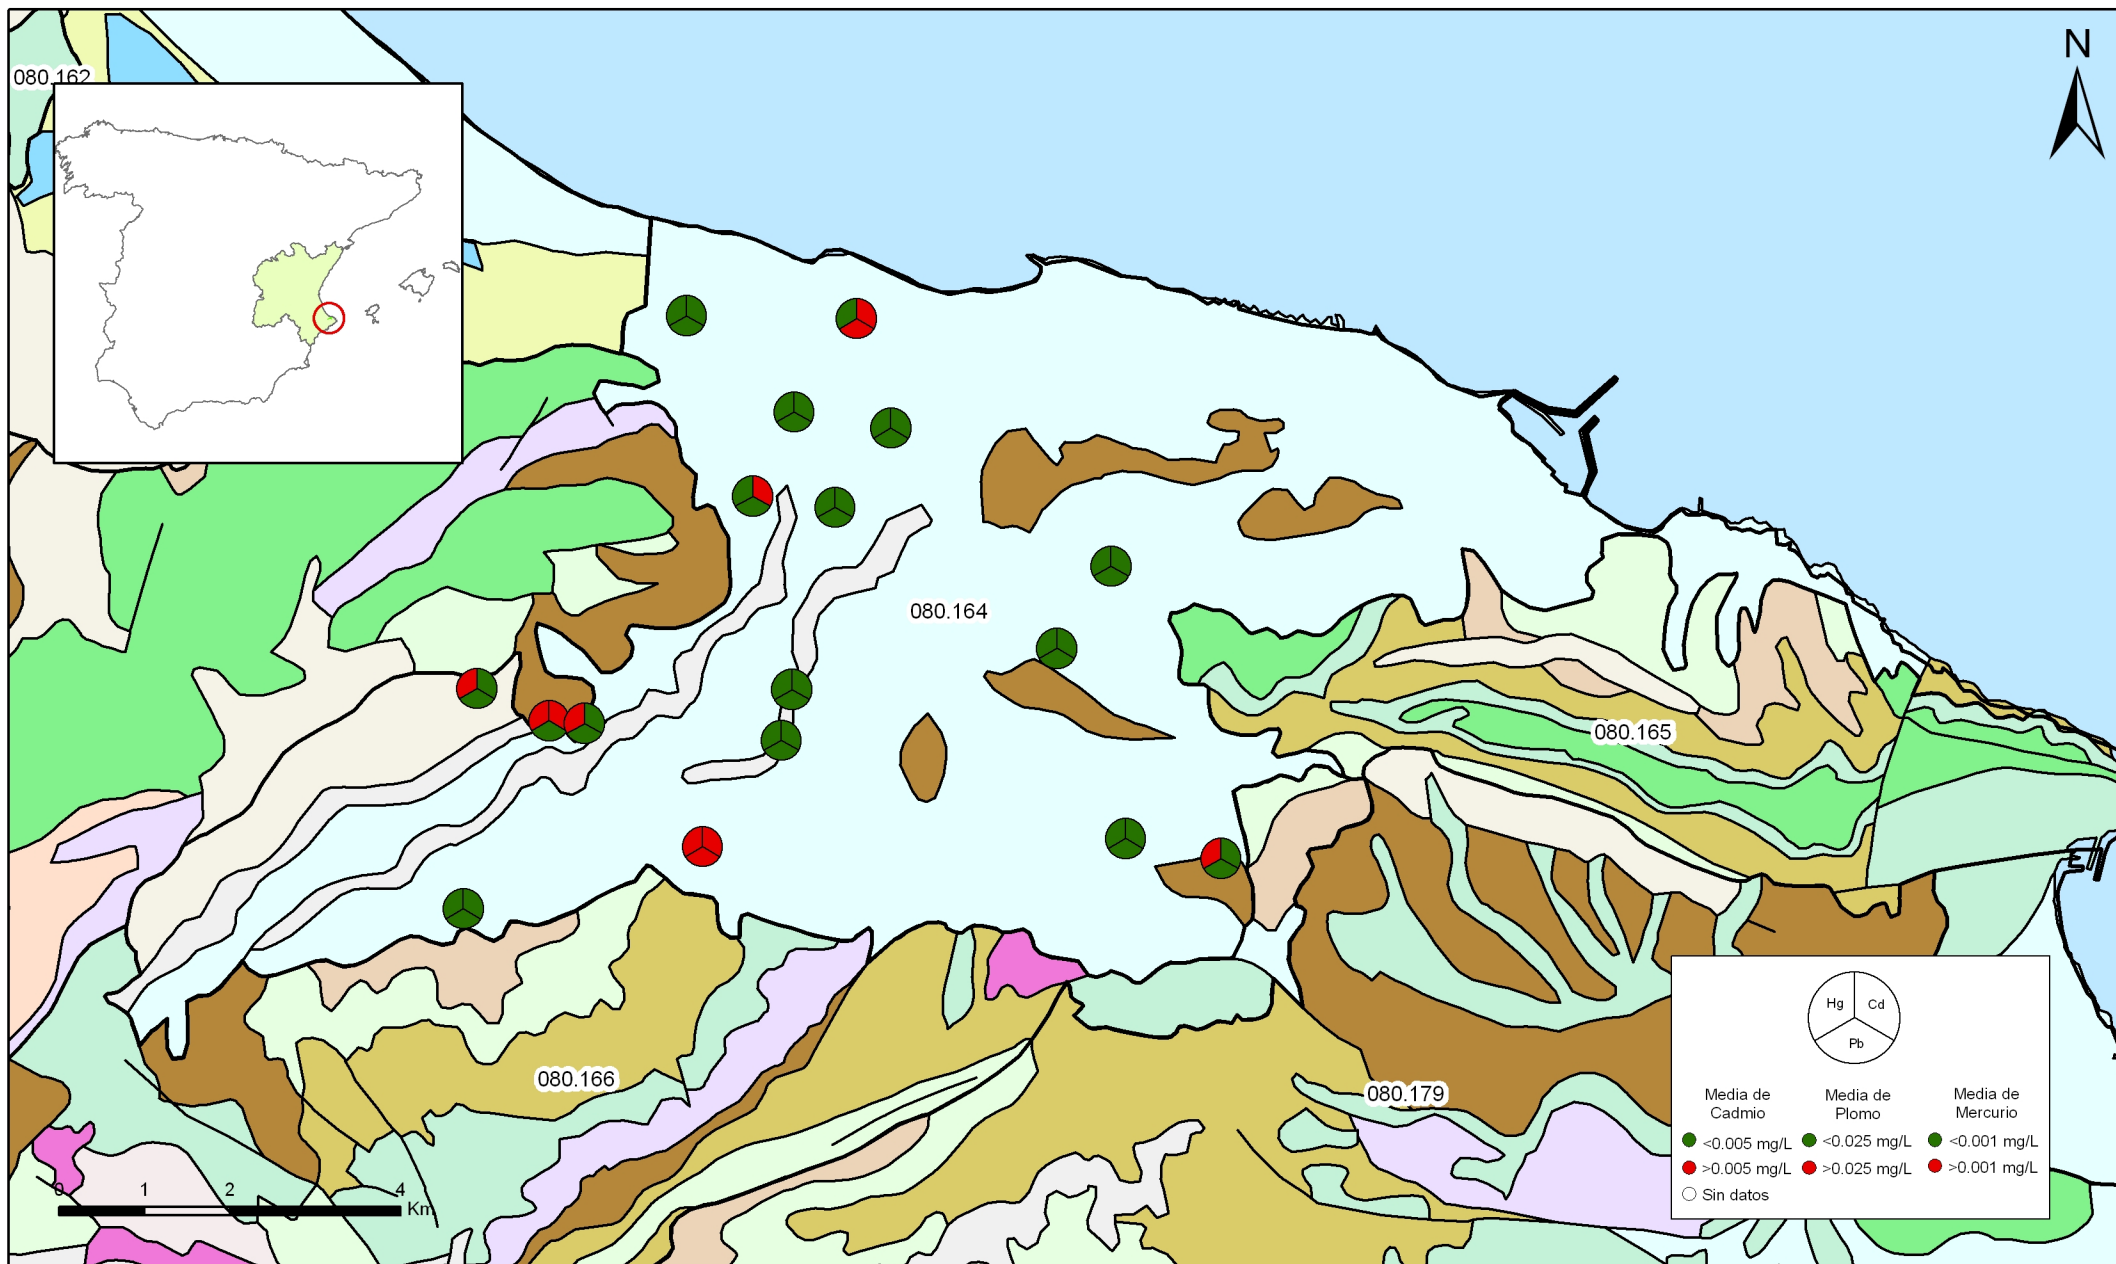 N
080.162
080.164
080.165
080.166
080.179
0 1 2 4
Km
Hg Cd
Pb
Media de Cadmio
Media de Plomo
Media de Mercurio
<0.005 mg/L <0.025 mg/L <0.001 mg/L
>0.005 mg/L >0.025 mg/L >0.001 mg/L
Sin datos